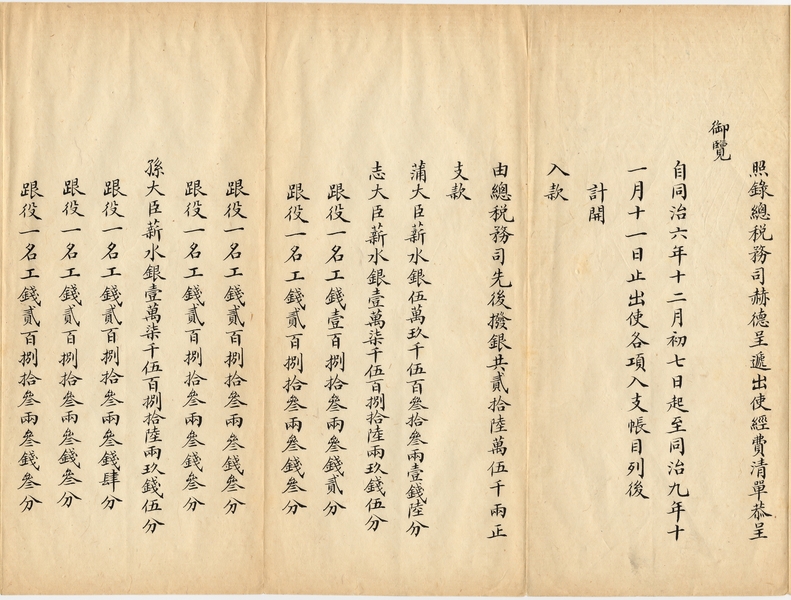 照錄總稅務司赫德呈遞出使經費清單恭呈
御覽
自同治六年十二月初七日起至同治九年十
一月十一日止出使各項入支帳目列後
計開
入款
由總稅務司先後撥銀共貳拾陸萬伍千兩正
支款
蒲大臣薪水銀伍萬玖千伍百叁拾叁兩壹錢陸分
志大臣薪水銀壹萬柒千伍百捌拾陸兩玖錢伍分
跟役一名工錢壹百捌拾叁兩叁錢貳分
跟役一名工錢貳百捌拾叁兩叁錢叁分
跟役一名工錢貳百捌拾叁兩叁錢叁分
跟役一名工錢貳百捌拾叁兩叁錢叁分
孫大臣薪水銀壹萬柒千伍百捌拾陸兩玖錢伍分
跟役一名工錢貳百捌拾叁兩叁錢肆分
跟役一名工錢貳百捌拾叁兩叁錢叁分
跟役一名工錢貳百捌拾叁兩叁錢叁分